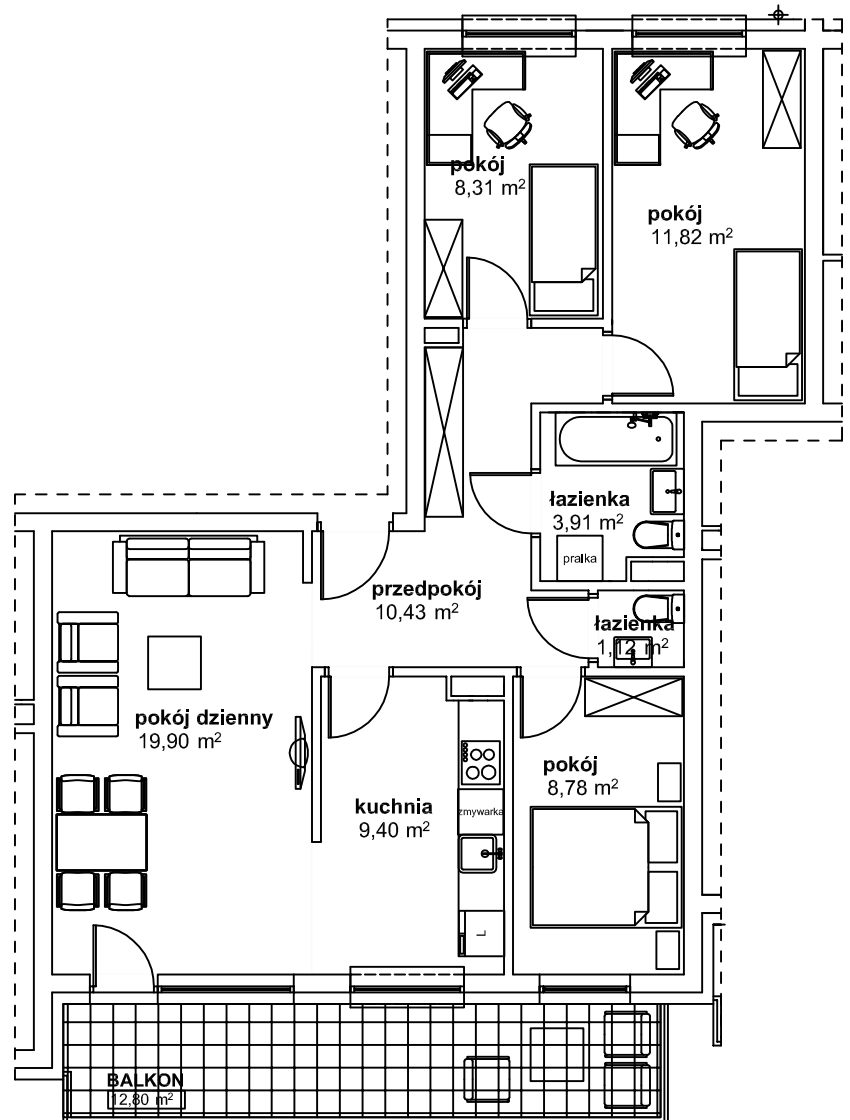 pokój
8,31 m²
pokój
11,82 m²
łazienka
3,91 m²
pralka
przedpokój
10,43 m²
łazienka
1,12 m²
pokój dzienny
19,90 m²
pokój
8,78 m²
kuchnia
9,40 m²
zmywarka
L
BALKON
12,80 m²